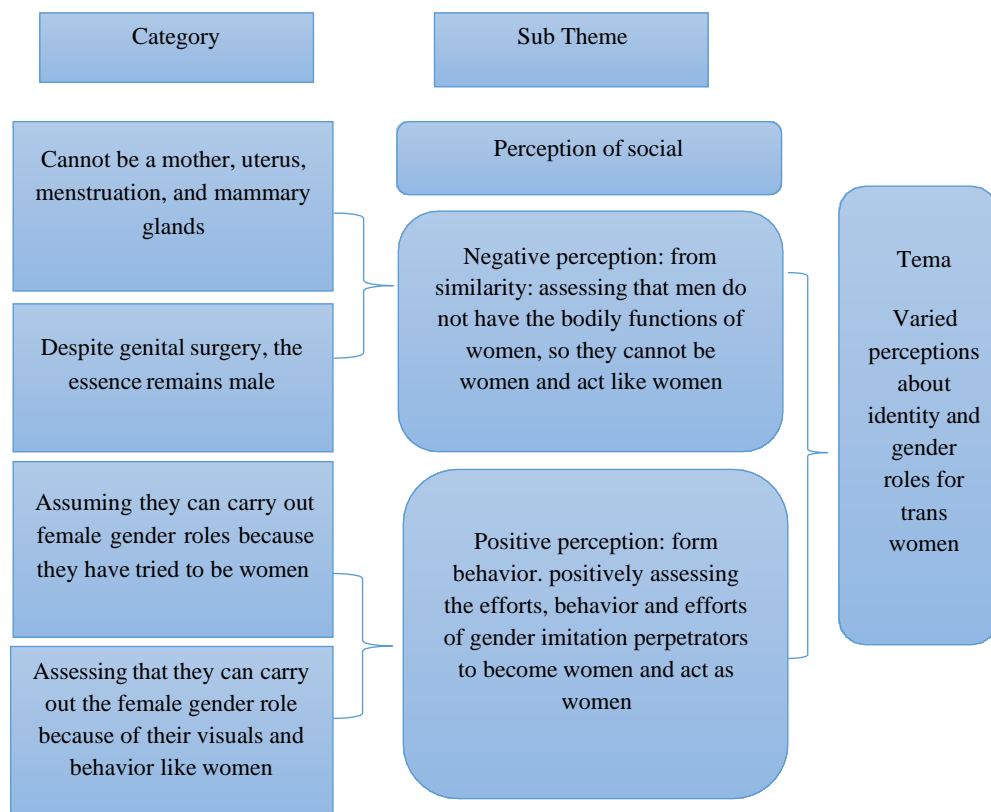 Category
Sub Theme
Cannot be a mother, uterus,
menstruation, and mammary
glands
Despite genital surgery, the
essence remains male
Assuming they can carry out
female gender roles because
they have tried to be women
Assessing that they can carry
out the female gender role
because of their visuals and
behavior like women
Perception of social
Negative perception: from
similarity: assessing that men do
not have the bodily functions of
women, so they cannot be
women and act like women
Positive perception: form
behavior. positively assessing
the efforts, behavior and efforts
of gender imitation perpetrators
to become women and act as
women
Tema
Varied
perceptions
about
identity and
gender
roles for
trans
women